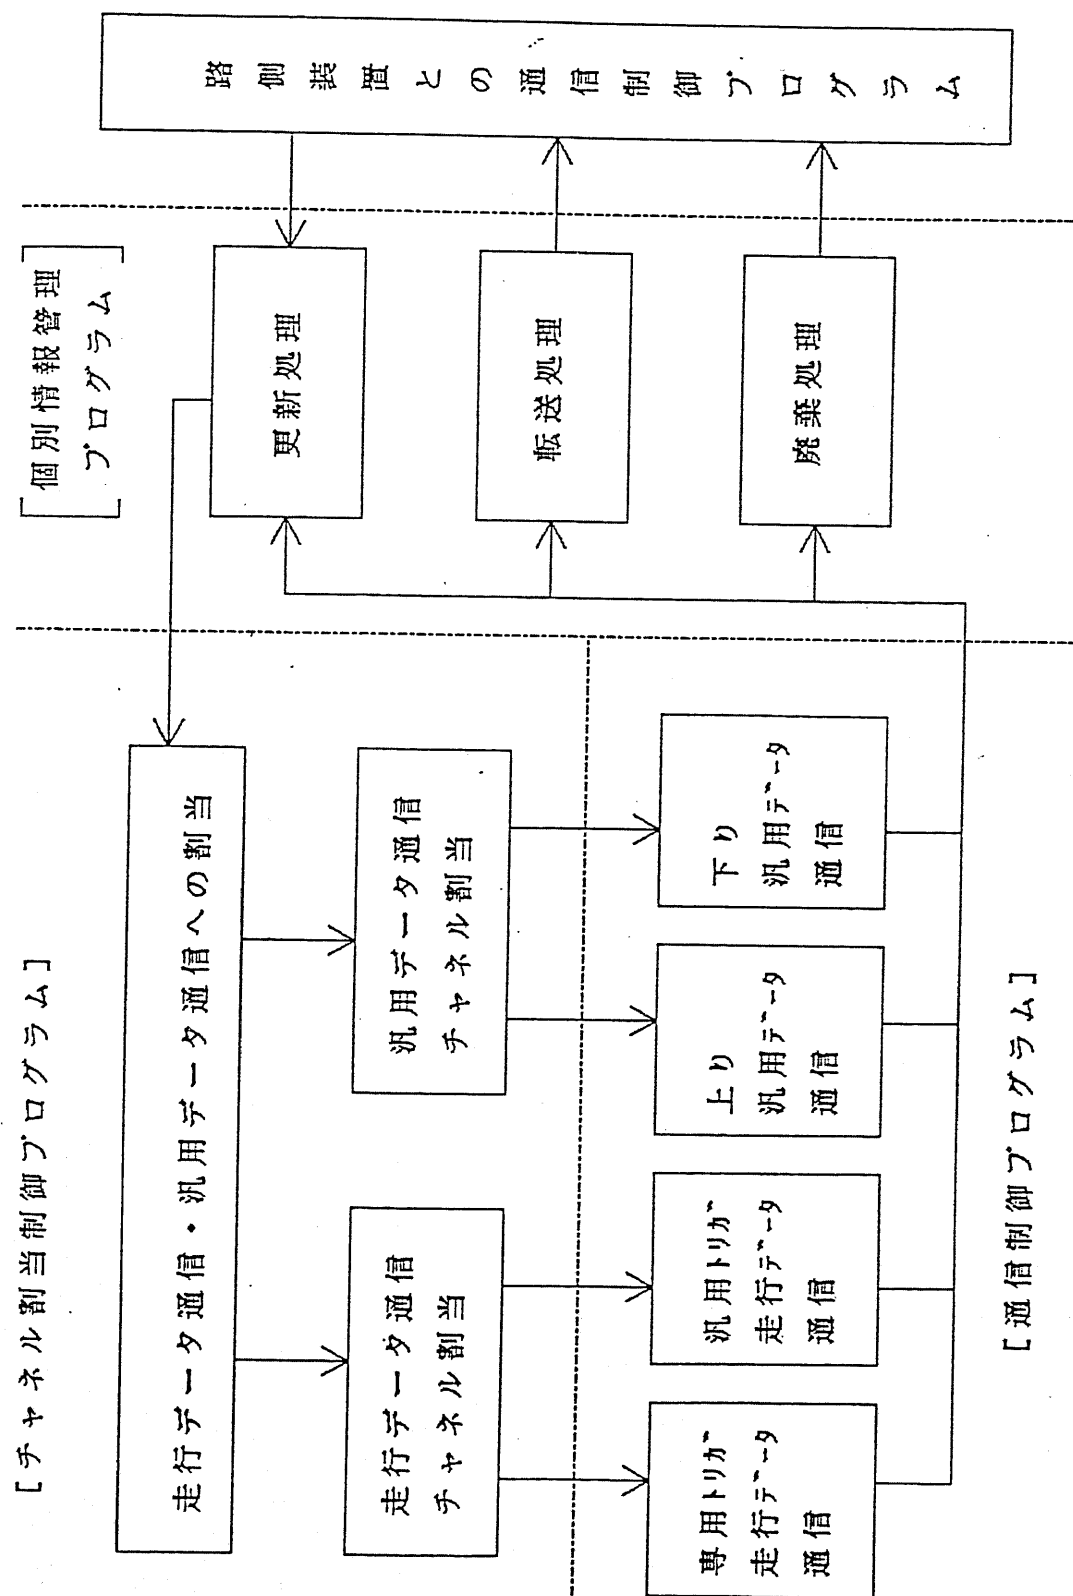 [チャネル割当制御プログラム]
走行データ通信・汎用データ通信への割当
走行データ通信
チャネル割当
汎用データ通信
チャネル割当
専用トリガ
走行データ
通信
汎用トリガ
走行データ
通信
上り
汎用データ
通信
下り
汎用データ
通信
[通信制御プログラム]
[個別情報管理
プログラム]
更新処理
転送処理
廃棄処理
路側装置との通信制御プログラム